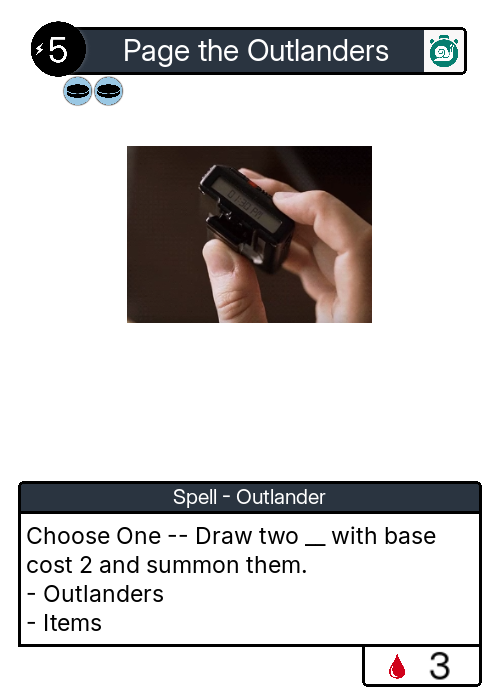 5
Page the Outlanders
Spell - Outlander
Choose One -- Draw two __ with base
cost 2 and summon them.
- Outlanders
- Items
3